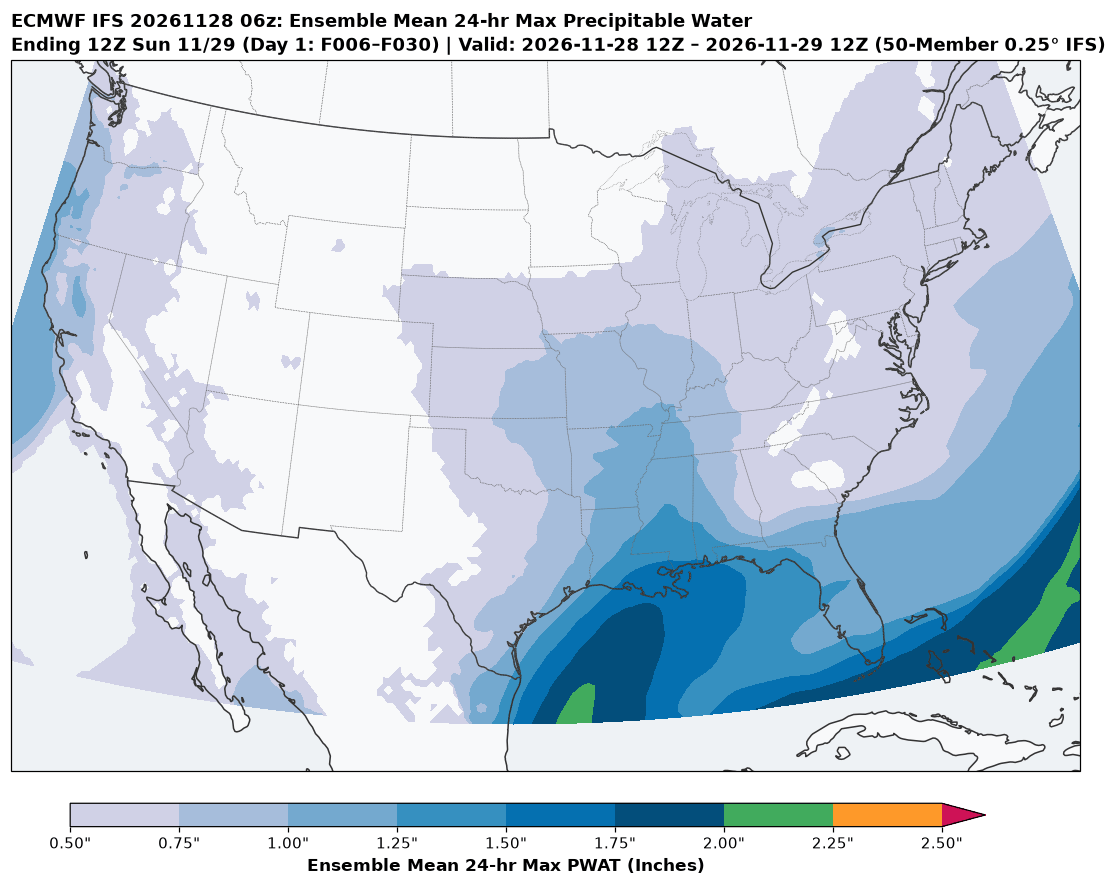 ECMWF IFS 20261128 06z: Ensemble Mean 24-hr Max Precipitable Water
Ending 12Z Sun 11/29 (Day 1: F006–F030) | Valid: 2026-11-28 12Z – 2026-11-29 12Z (50-Member 0.25° IFS)
0.50" 0.75" 1.00" 1.25" 1.50" 1.75" 2.00" 2.25" 2.50"
Ensemble Mean 24-hr Max PWAT (Inches)